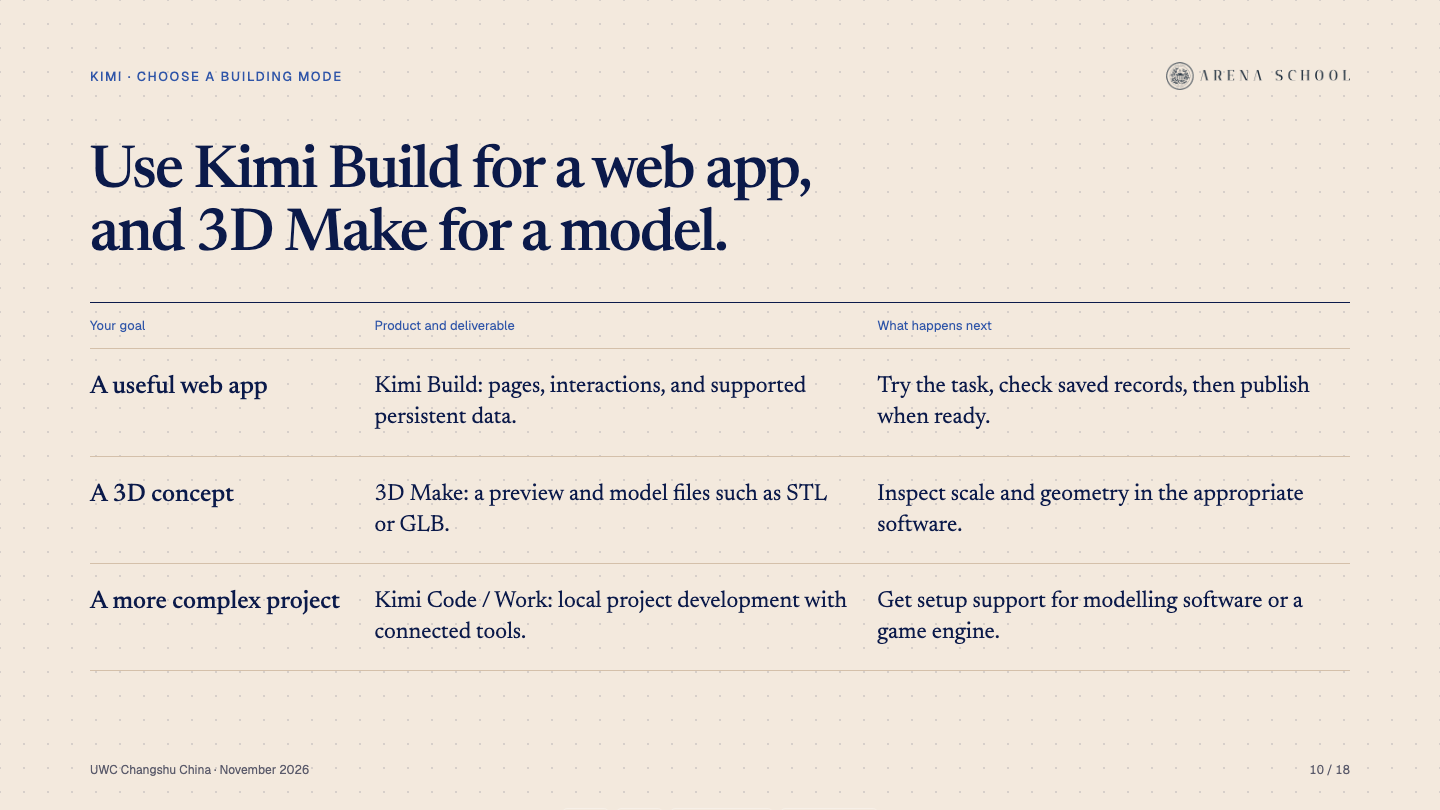 KIMI · CHOOSE A BUILDING MODE
ARENA SCHOOL
Use Kimi Build for a web app,
and 3D Make for a model.
Your goal
Product and deliverable
What happens next
A useful web app
Kimi Build: pages, interactions, and supported
persistent data.
Try the task, check saved records, then publish
when ready.
A 3D concept
3D Make: a preview and model files such as STL
or GLB.
Inspect scale and geometry in the appropriate
software.
A more complex project
Kimi Code / Work: local project development with
connected tools.
Get setup support for modelling software or a
game engine.
UWC Changshu China · November 2026
10 / 18